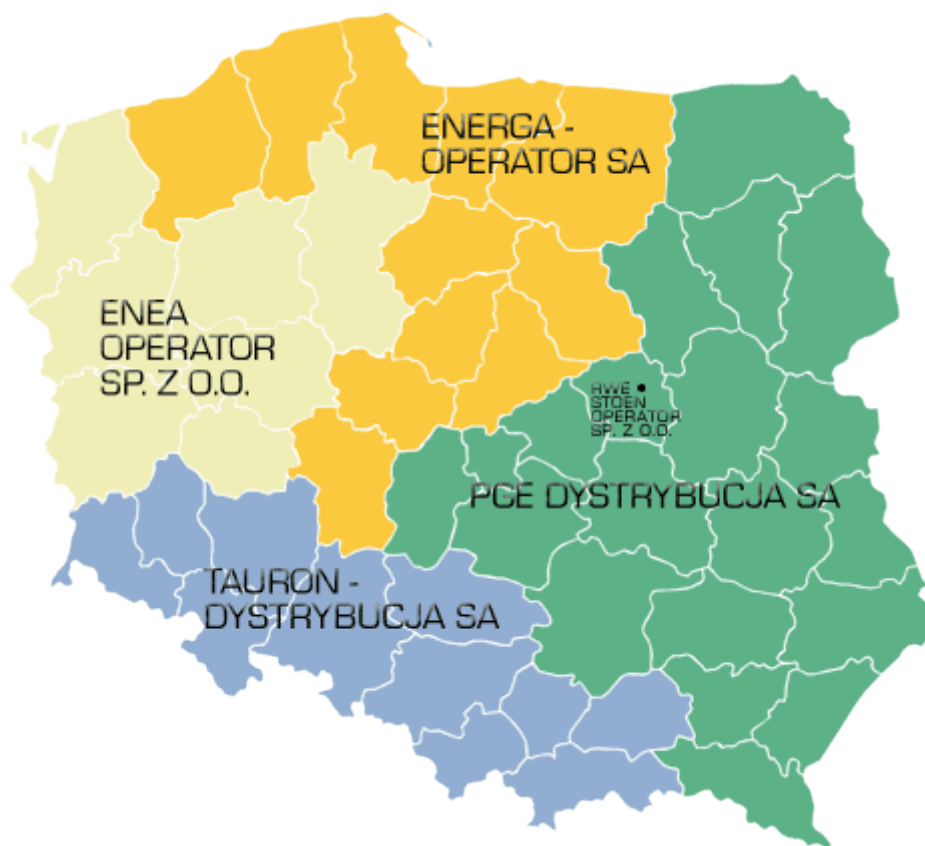 ENERGA -
OPERATOR SA
ENEA
OPERATOR
SP. Z O.O.
RWE
STOEN
OPERATOR
SP. Z O.O.
PGE DYSTRYBUCJA SA
TAURON -
DYSTRYBUCJA SA